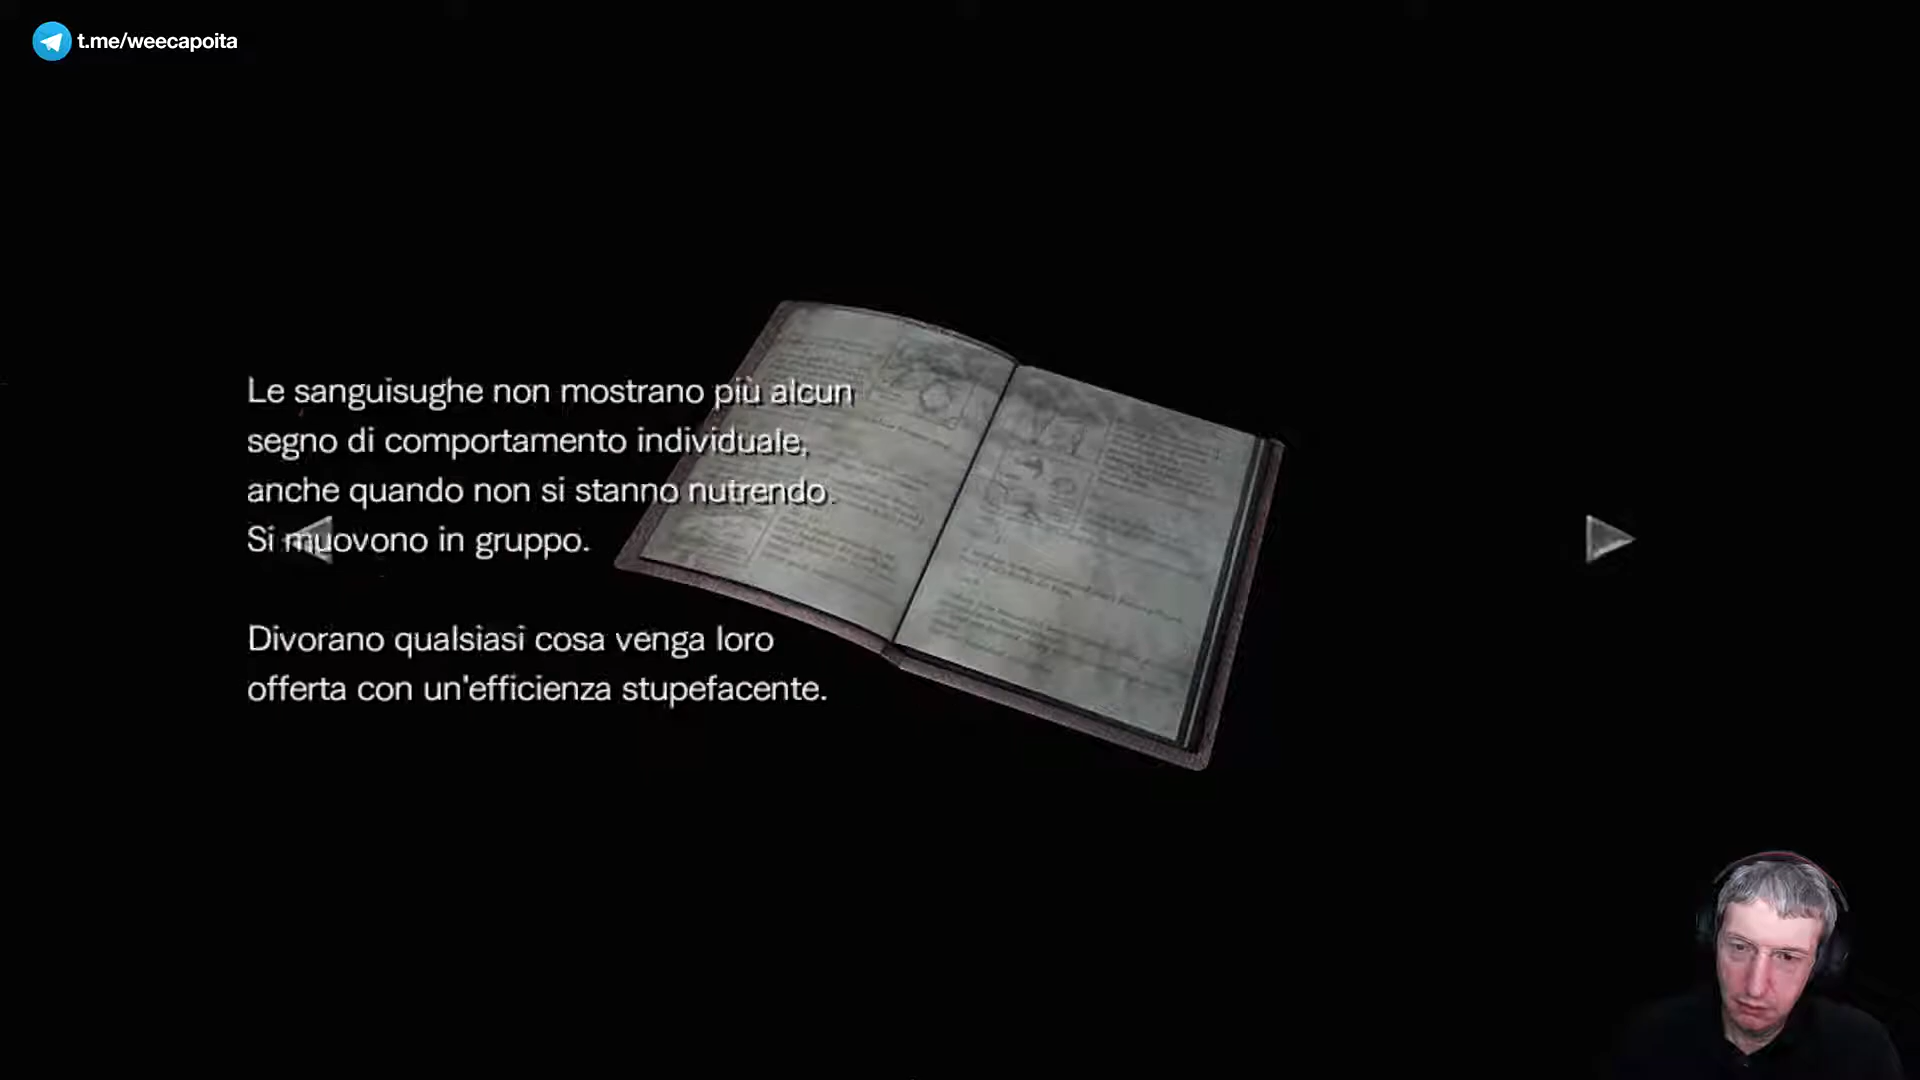 t.me/weecapoita
Le sanguisughe non mostrano più alcun
segno di comportamento individuale,
anche quando non si stanno nutrendo.
Si muovono in gruppo.
Divorano qualsiasi cosa venga loro
offerta con un'efficienza stupefacente.